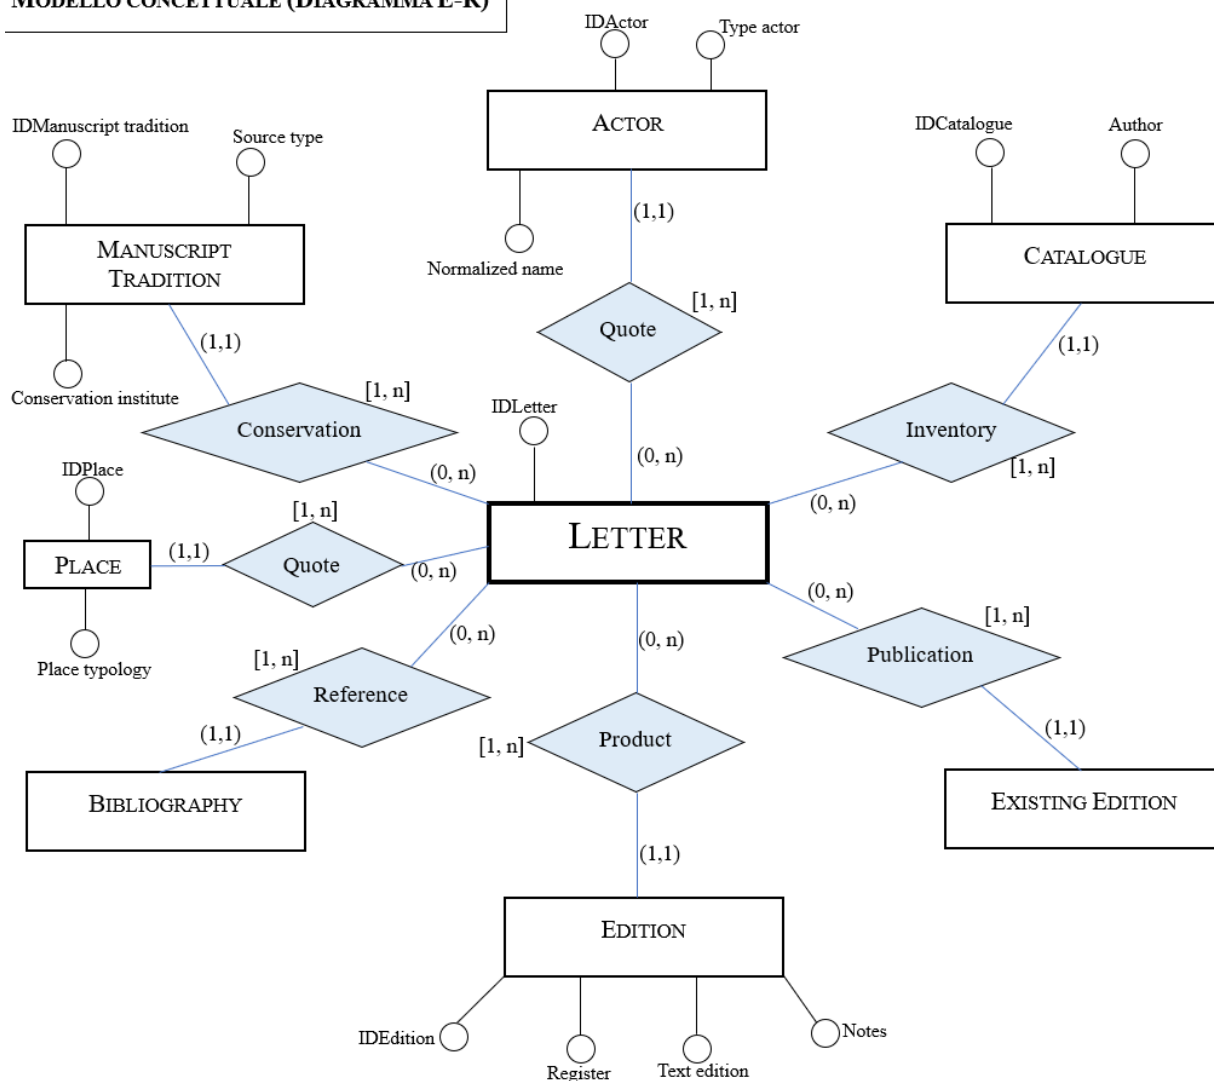 MODELLO CONCETTUALE (DIAGRAMMA E-R)
IDActor
Type actor
ACTOR
Normalized name
(1,1)
Quote
[1, n]
(0, n)
IDManuscript tradition
Source type
MANUSCRIPT
TRADITION
Conservation institute
(1,1)
Conservation
[1, n]
(0, n)
IDCatalogue
Author
CATALOGUE
(1,1)
Inventory
[1, n]
(0, n)
IDLetter
LETTER
IDPlace
PLACE
Place typology
(1,1)
Quote
[1, n]
(0, n)
(0, n)
[1, n]
Reference
(1,1)
BIBLIOGRAPHY
(0, n)
Product
[1, n]
(1,1)
EDITION
IDEdition
Register
Text edition
Notes
(0, n)
[1, n]
Publication
(1,1)
EXISTING EDITION